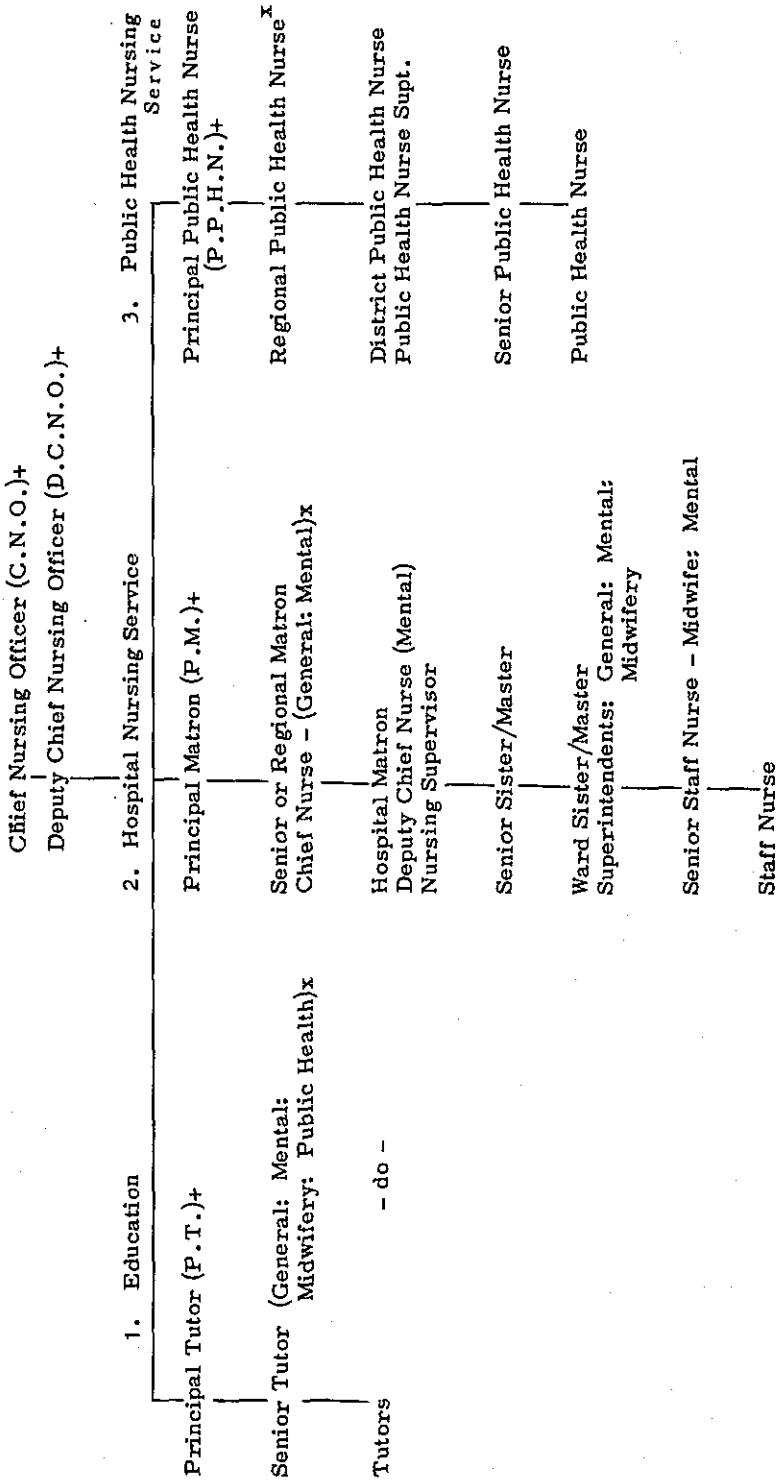 Chief Nursing Officer (C.N.O.)+
Deputy Chief Nursing Officer (D.C.N.O.)+
1. Education
Principal Tutor (P.T.)+
Senior Tutor (General: Mental:
Midwifery: Public Health)x
Tutors - do -
2. Hospital Nursing Service
Principal Matron (P.M.)+
Senior or Regional Matron
Chief Nurse - (General: Mental)x
Hospital Matron
Deputy Chief Nurse (Mental)
Nursing Supervisor
Senior Sister/Master
Ward Sister/Master
Superintendents: General: Mental:
Midwifery
Senior Staff Nurse - Midwife: Mental
Staff Nurse
3. Public Health Nursing
Service
Principal Public Health Nurse
(P.P.H.N.)+
Regional Public Health Nurse x
District Public Health Nurse
Public Health Nurse Supt.
Senior Public Health Nurse
Public Health Nurse